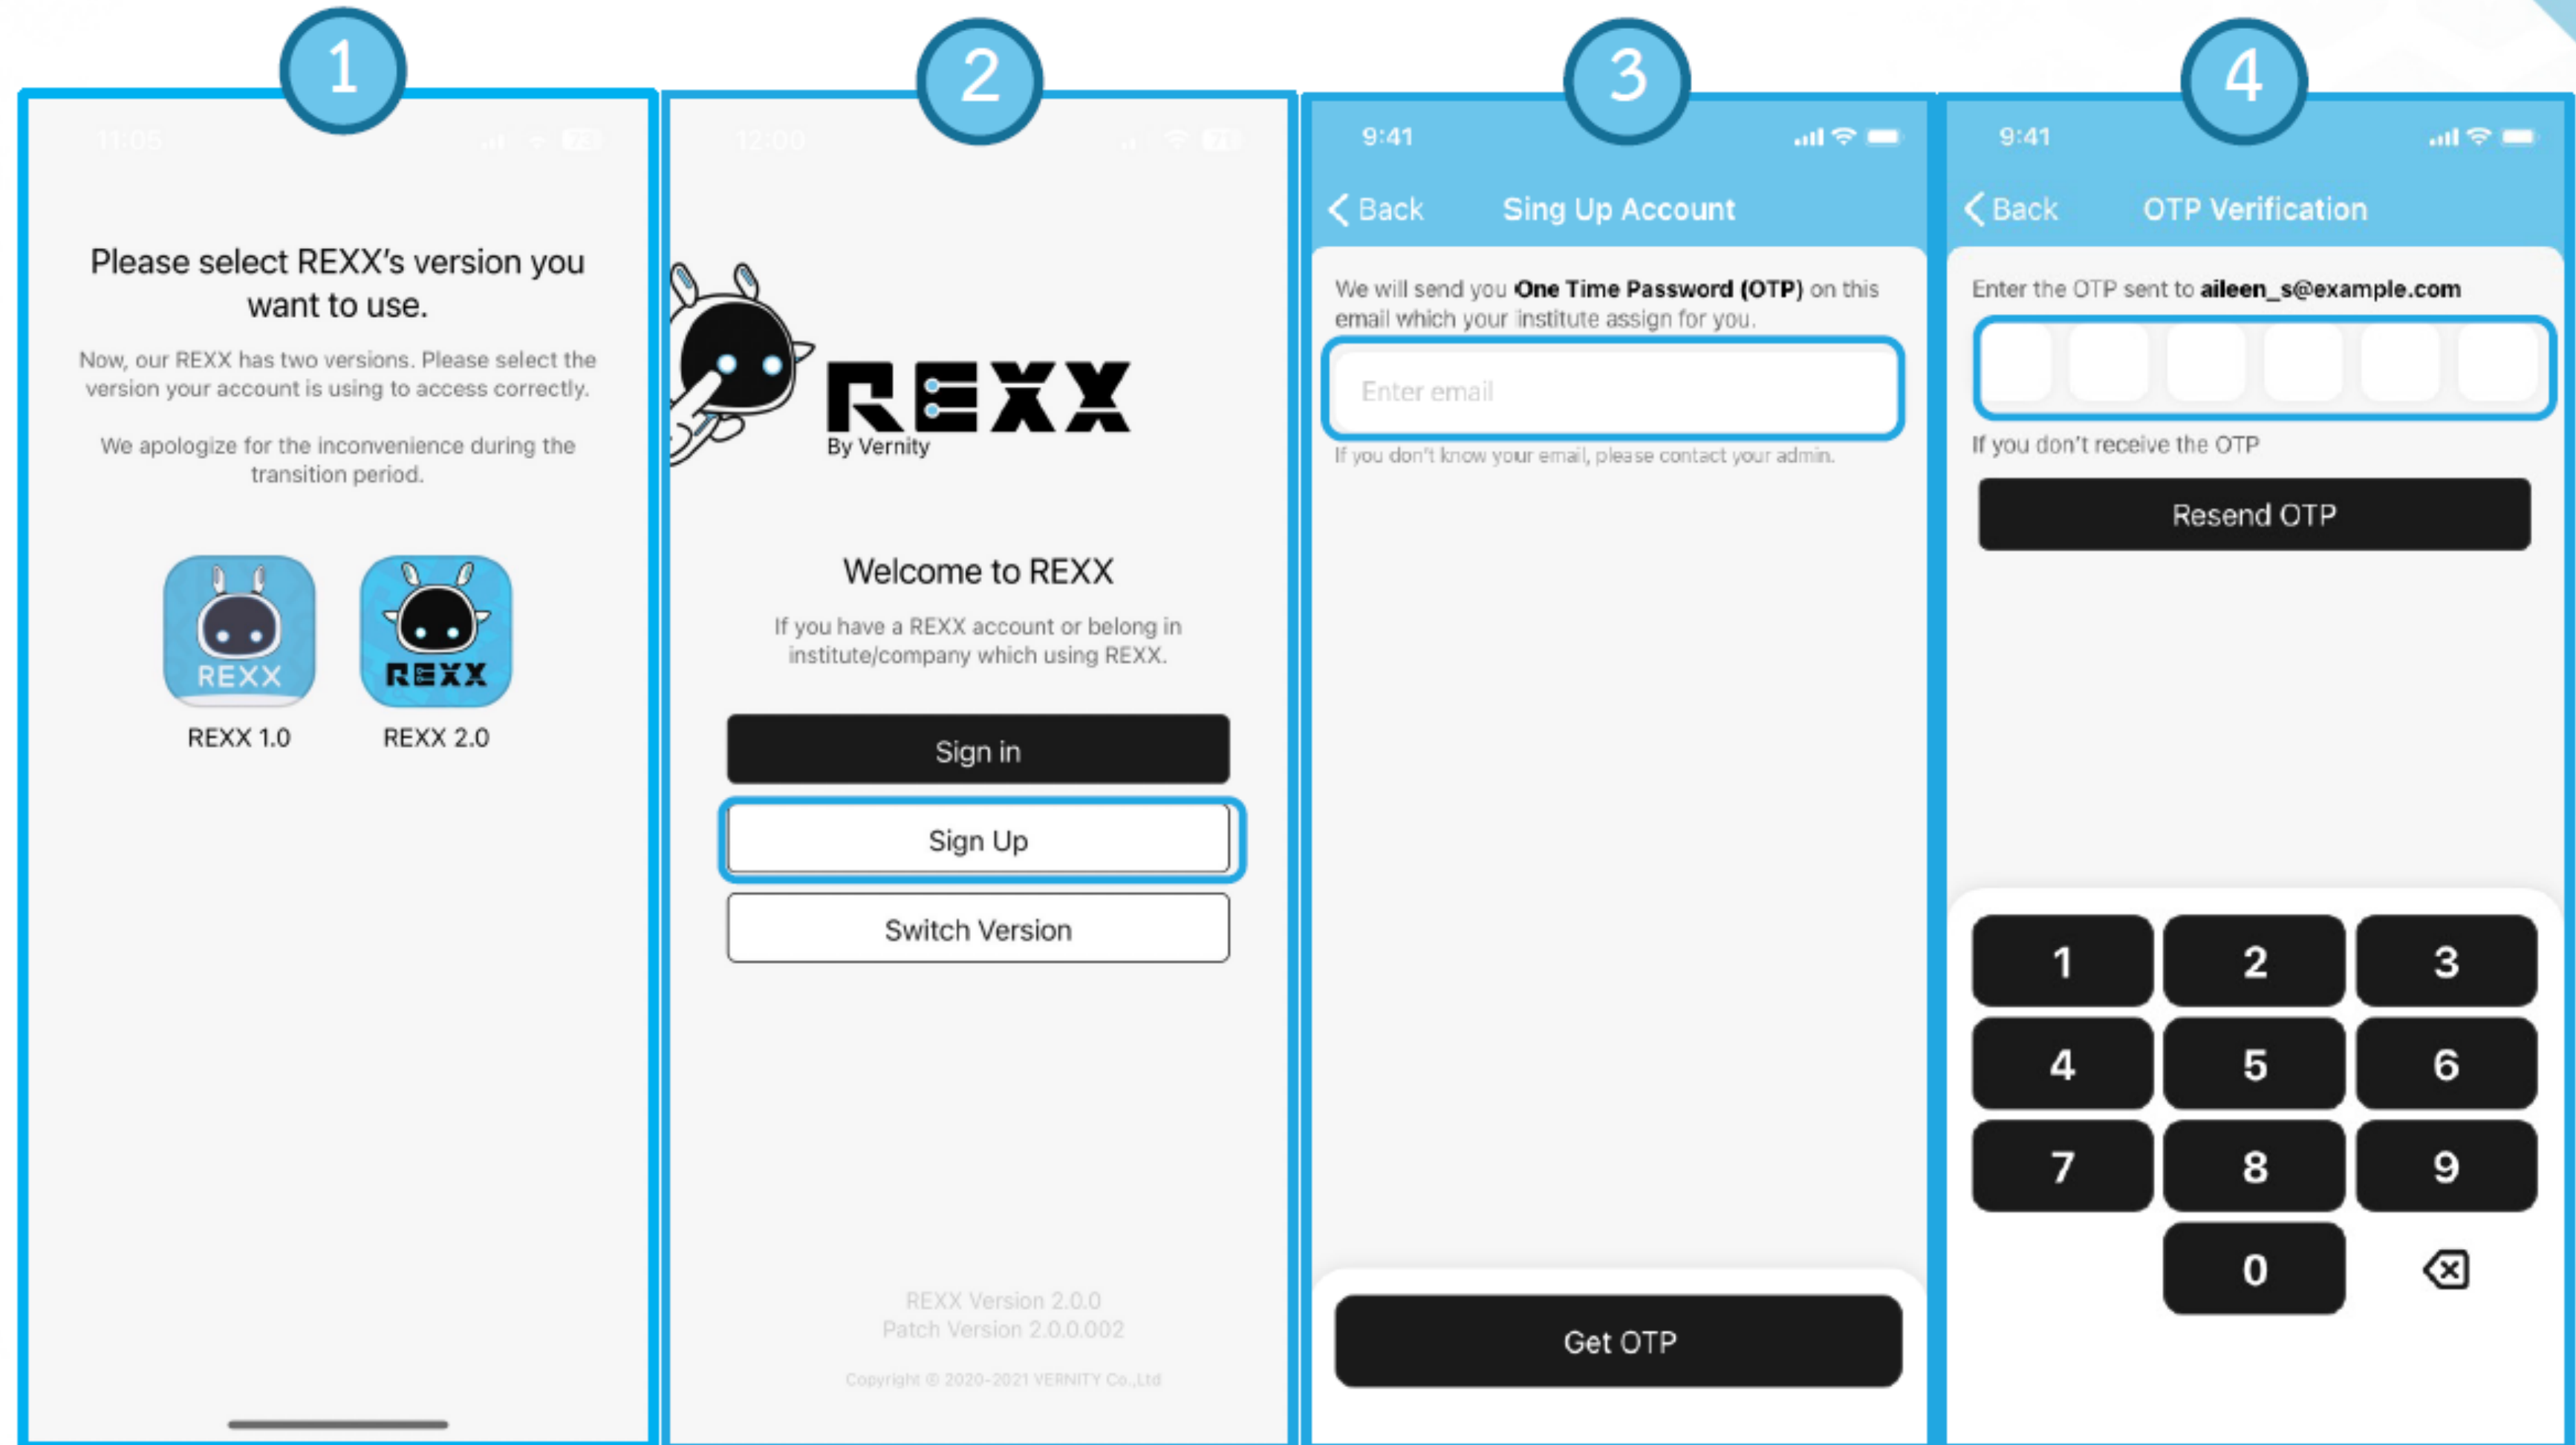 1
11:05
Please select REXX's version you
want to use.
Now, our REXX has two versions. Please select the
version your account is using to access correctly.
We apologize for the inconvenience during the
transition period.
REXX
REXX
REXX 1.0
REXX 2.0
2
12:00
REXX
By Vernity
Welcome to REXX
If you have a REXX account or belong in
institute/company which using REXX.
Sign in
Sign Up
Switch Version
REXX Version 2.0.0
Patch Version 2.0.0.002
Copyright © 2020-2021 VERNITY Co.,Ltd
3
9:41
Back
Sing Up Account
We will send you One Time Password (OTP) on this
email which your institute assign for you.
Enter email
If you don't know your email, please contact your admin.
Get OTP
4
9:41
Back
OTP Verification
Enter the OTP sent to aileen_s@example.com
If you don't receive the OTP
Resend OTP
1 2 3
4 5 6
7 8 9
0